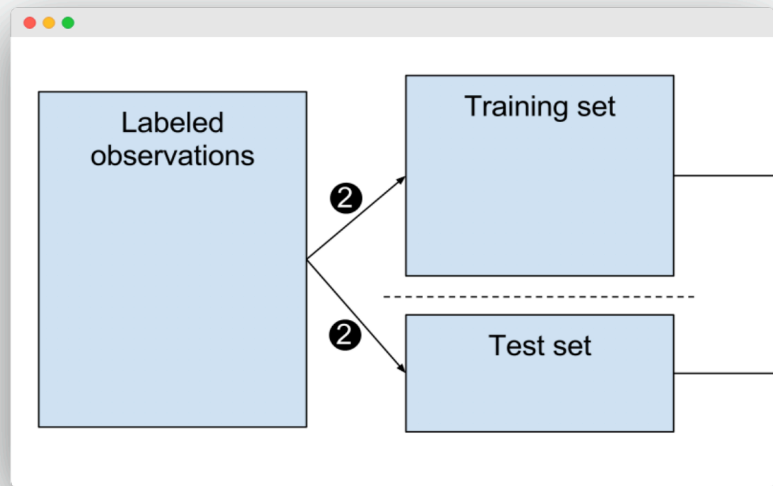 Labeled
observations
2
2
Training set
Test set